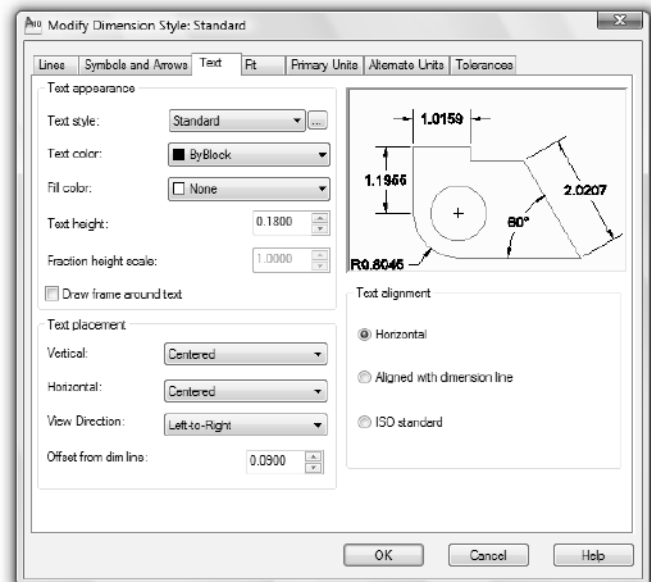 Modify Dimension Style: Standard
Lines Symbols and Arrows Text Fit Primary Units Alternate Units Tolerances
Text appearance
Text style: Standard ...
Text color: ByBlock
Fill color: None
Text height: 0.1800
Fraction height scale: 1.0000
Draw frame around text
Text placement
Vertical: Centered
Horizontal: Centered
View Direction: Left-to-Right
Offset from dim line: 0.0900
1.0159
1.1955
2.0207
60°
R0.8045
Text alignment
Horizontal
Aligned with dimension line
ISO standard
OK Cancel Help